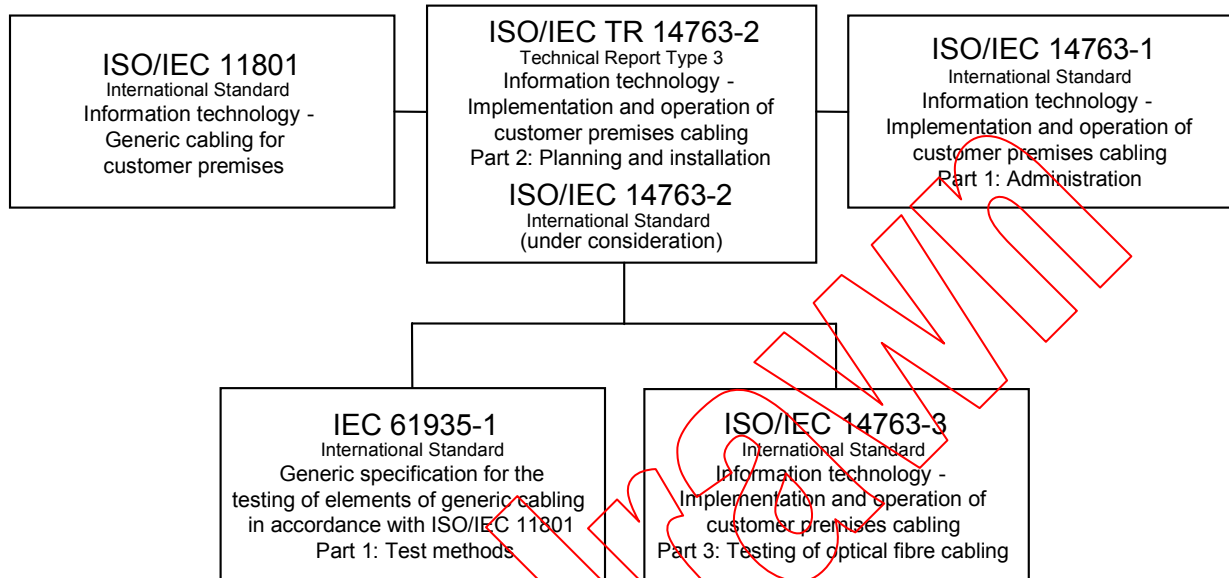 ISO/IEC 11801
International Standard
Information technology -
Generic cabling for
customer premises
ISO/IEC TR 14763-2
Technical Report Type 3
Information technology -
Implementation and operation of
customer premises cabling
Part 2: Planning and installation
ISO/IEC 14763-2
International Standard
(under consideration)
ISO/IEC 14763-1
International Standard
Information technology -
Implementation and operation of
customer premises cabling
Part 1: Administration
IEC 61935-1
International Standard
Generic specification for the
testing of elements of generic cabling
in accordance with ISO/IEC 11801
Part 1: Test methods
ISO/IEC 14763-3
International Standard
Information technology -
Implementation and operation of
customer premises cabling
Part 3: Testing of optical fibre cabling